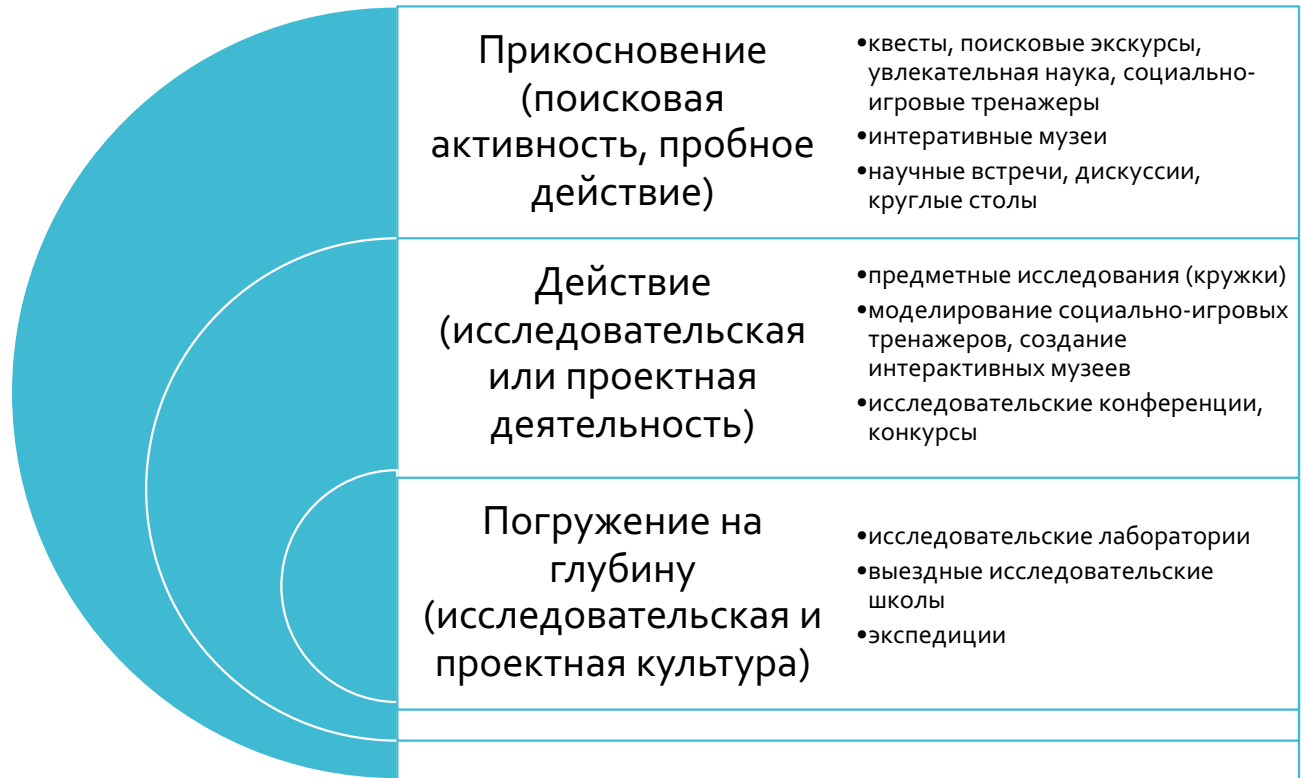 Прикосновение
(поисковая
активность, пробное
действие)
•квесты, поисковые экскурсы,
увлекательная наука, социально-
игровые тренажеры
•интеративные музеи
•научные встречи, дискуссии,
круглые столы
Действие
(исследовательская
или проектная
деятельность)
•предметные исследования (кружки)
•моделирование социально-игровых
тренажеров, создание
интерактивных музеев
•исследовательские конференции,
конкурсы
Погружение на
глубину
(исследовательская и
проектная культура)
•исследовательские лаборатории
•выездные исследовательские
школы
•экспедиции